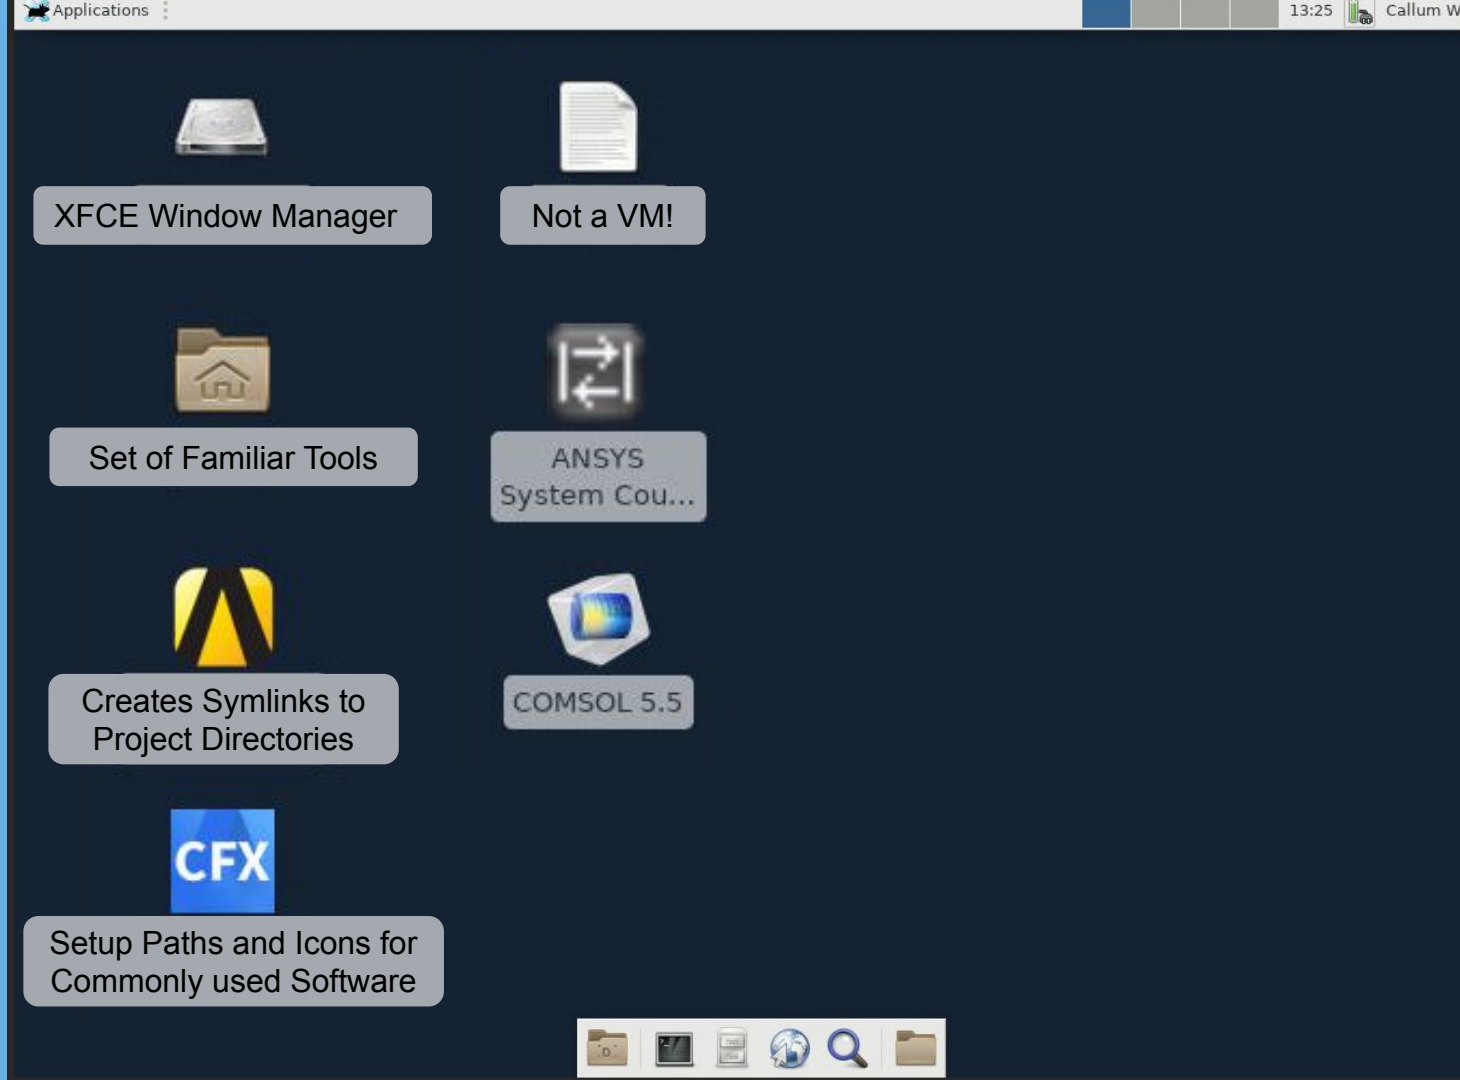 Applications
13:25
Callum W
XFCE Window Manager
Not a VM!
Set of Familiar Tools
ANSYS
System Cou...
Creates Symlinks to
Project Directories
COMSOL 5.5
CFX
Setup Paths and Icons for
Commonly used Software